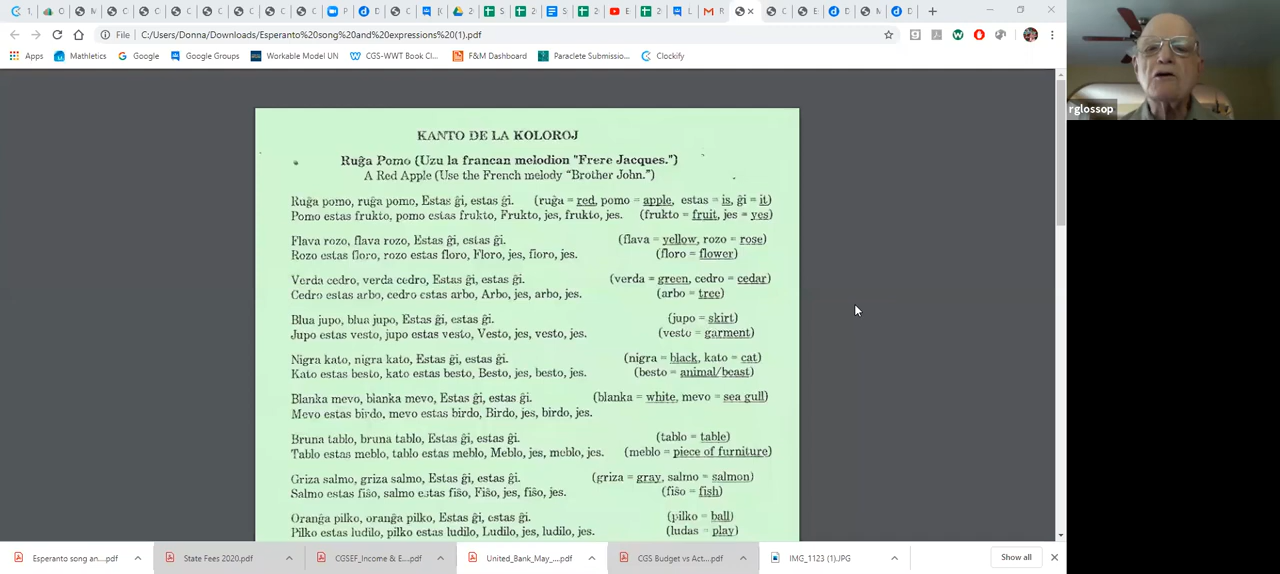 File C:/Users/Donna/Downloads/Esperanto%20song%20and%20expressions%20(1).pdf
Apps Mathletics Google Google Groups Workable Model UN CGS-WWT Book Cl... F&M Dashboard Paraclete Submissio... Clockify
rglossop
KANTO DE LA KOLOROJ
Ruĝa Pomo (Uzu la francan melodion "Frere Jacques.")
A Red Apple (Use the French melody “Brother John.”)
Ruĝa pomo, ruĝa pomo, Estas ĝi, estas ĝi. (ruĝa = red, pomo = apple, estas = is, ĝi = it)
Pomo estas frukto, pomo estas frukto, Frukto, jes, frukto, jes. (frukto = fruit, jes = yes)
Flava rozo, flava rozo, Estas ĝi, estas ĝi. (flava = yellow, rozo = rose)
Rozo estas floro, rozo estas floro, Floro, jes, floro, jes. (floro = flower)
Verda cedro, verda cedro, Estas ĝi, estas ĝi. (verda = green, cedro = cedar)
Cedro estas arbo, cedro estas arbo, Arbo, jes, arbo, jes. (arbo = tree)
Blua jupo, blua jupo, Estas ĝi, estas ĝi. (jupo = skirt)
Jupo estas vesto, jupo estas vesto, Vesto, jes, vesto, jes. (vesto = garment)
Nigra kato, nigra kato, Estas ĝi, estas ĝi. (nigra = black, kato = cat)
Kato estas besto, kato estas besto, Besto, jes, besto, jes. (besto = animal/beast)
Blanka mevo, blanka mevo, Estas ĝi, estas ĝi. (blanka = white, mevo = sea gull)
Mevo estas birdo, mevo estas birdo, Birdo, jes, birdo, jes.
Bruna tablo, bruna tablo, Estas ĝi, estas ĝi. (tablo = table)
Tablo estas meblo, tablo estas meblo, Meblo, jes, meblo, jes. (meblo = piece of furniture)
Griza salmo, griza salmo, Estas ĝi, estas ĝi. (griza = gray, salmo = salmon)
Salmo estas fiŝo, salmo estas fiŝo, Fiŝo, jes, fiŝo, jes. (fiŝo = fish)
Oranĝa pilko, oranĝa pilko, Estas ĝi, estas ĝi. (pilko = ball)
Pilko estas ludilo, pilko estas ludilo, Ludilo, jes, ludilo, jes. (ludas = play)
Esperanto song an....pdf State Fees 2020.pdf CGSEF_Income & E....pdf United_Bank_May_....pdf CGS Budget vs Act....pdf IMG_1123 (1).JPG Show all